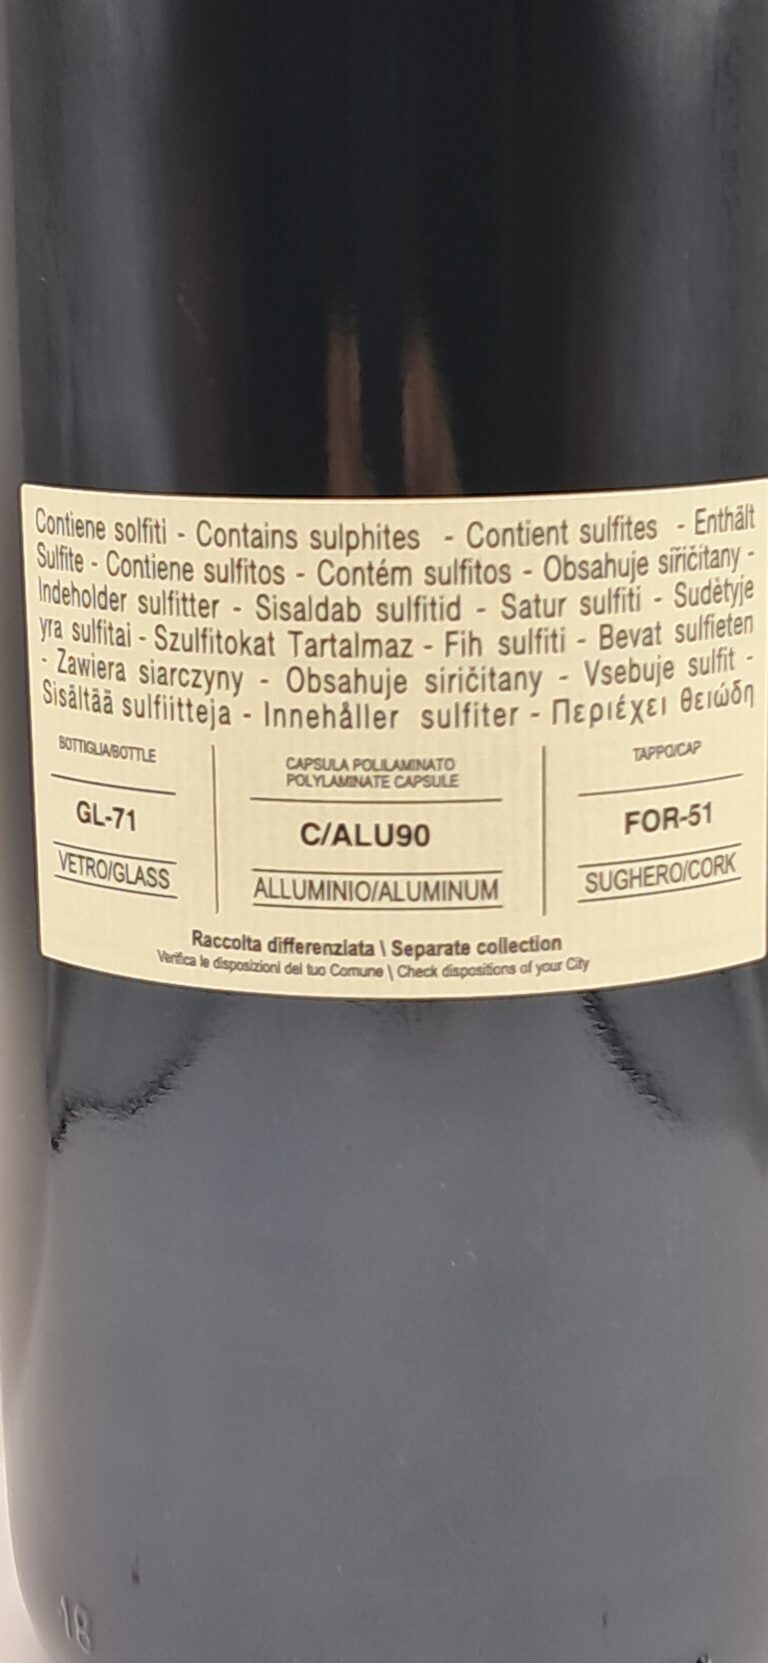 Contiene solfiti - Contains sulphites - Contient sulfites - Enthält
Sulfite - Contiene sulfitos - Contém sulfitos - Obsahuje siřičitany -
Indeholder sulfitter - Sisaldab sulfitid - Satur sulfiti - Sudėtyje
yra sulfitai - Szulfitokat Tartalmaz - Fih sulfiti - Bevat sulfieten
- Zawiera siarczyny - Obsahuje siričitany - Vsebuje sulfit -
Sisältää sulfiitteja - Innehåller sulfiter - Περιέχει θειώδη
BOTTIGLIA/BOTTLE
GL-71
VETRO/GLASS
CAPSULA POLILAMINATO
POLYLAMINATE CAPSULE
C/ALU90
ALLUMINIO/ALUMINUM
TAPPO/CAP
FOR-51
SUGHERO/CORK
Raccolta differenziata \ Separate collection
Verifica le disposizioni del tuo Comune \ Check dispositions of your City
18